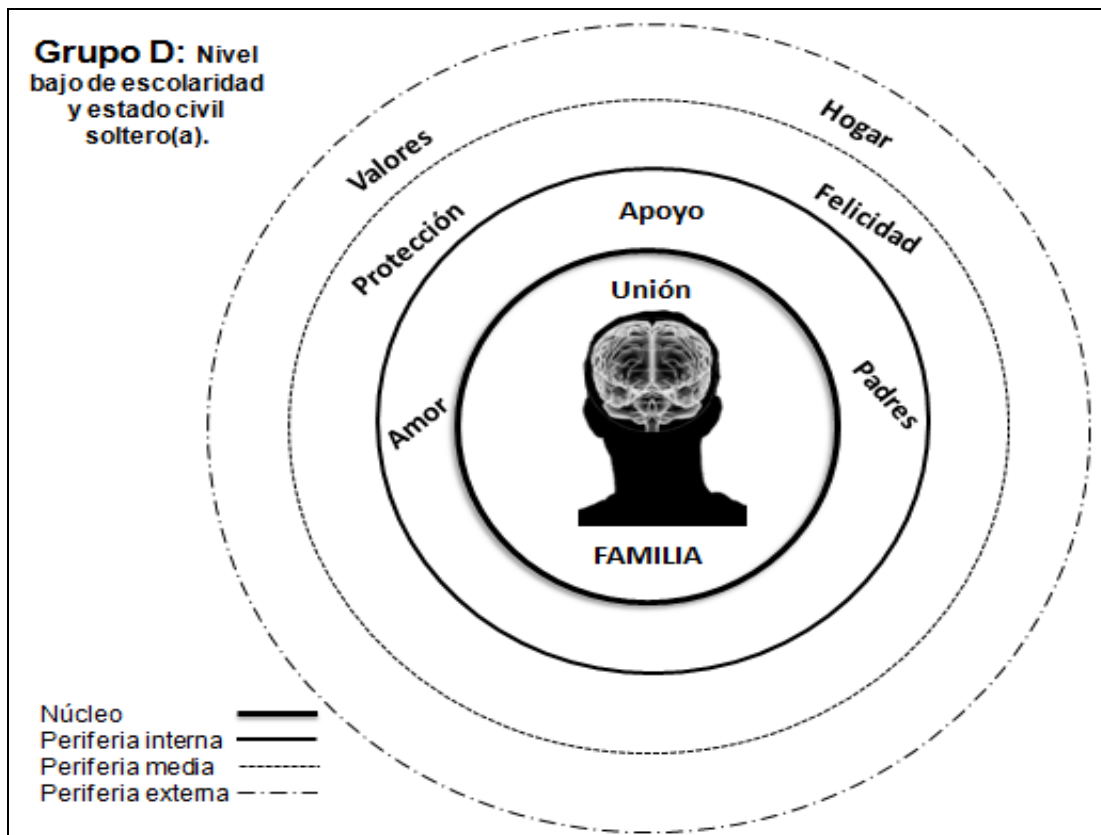 Grupo D: Nivel
bajo de escolaridad
y estado civil
soltero(a).
Valores
Hogar
Protección
Felicidad
Apoyo
Amor
Padres
Unión
FAMILIA
Núcleo
Periferia interna
Periferia media
Periferia externa